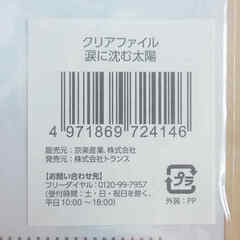 クリアファイル
涙に沈む太陽
4 971869 724146
販売元：京楽産業.株式会社
発売元：株式会社トランス
【お問い合わせ先】
フリーダイヤル：0120-99-7957
(受付時間：土・日・祝日を除く、
平日 10:00～18:00)
プラ
外装：PP